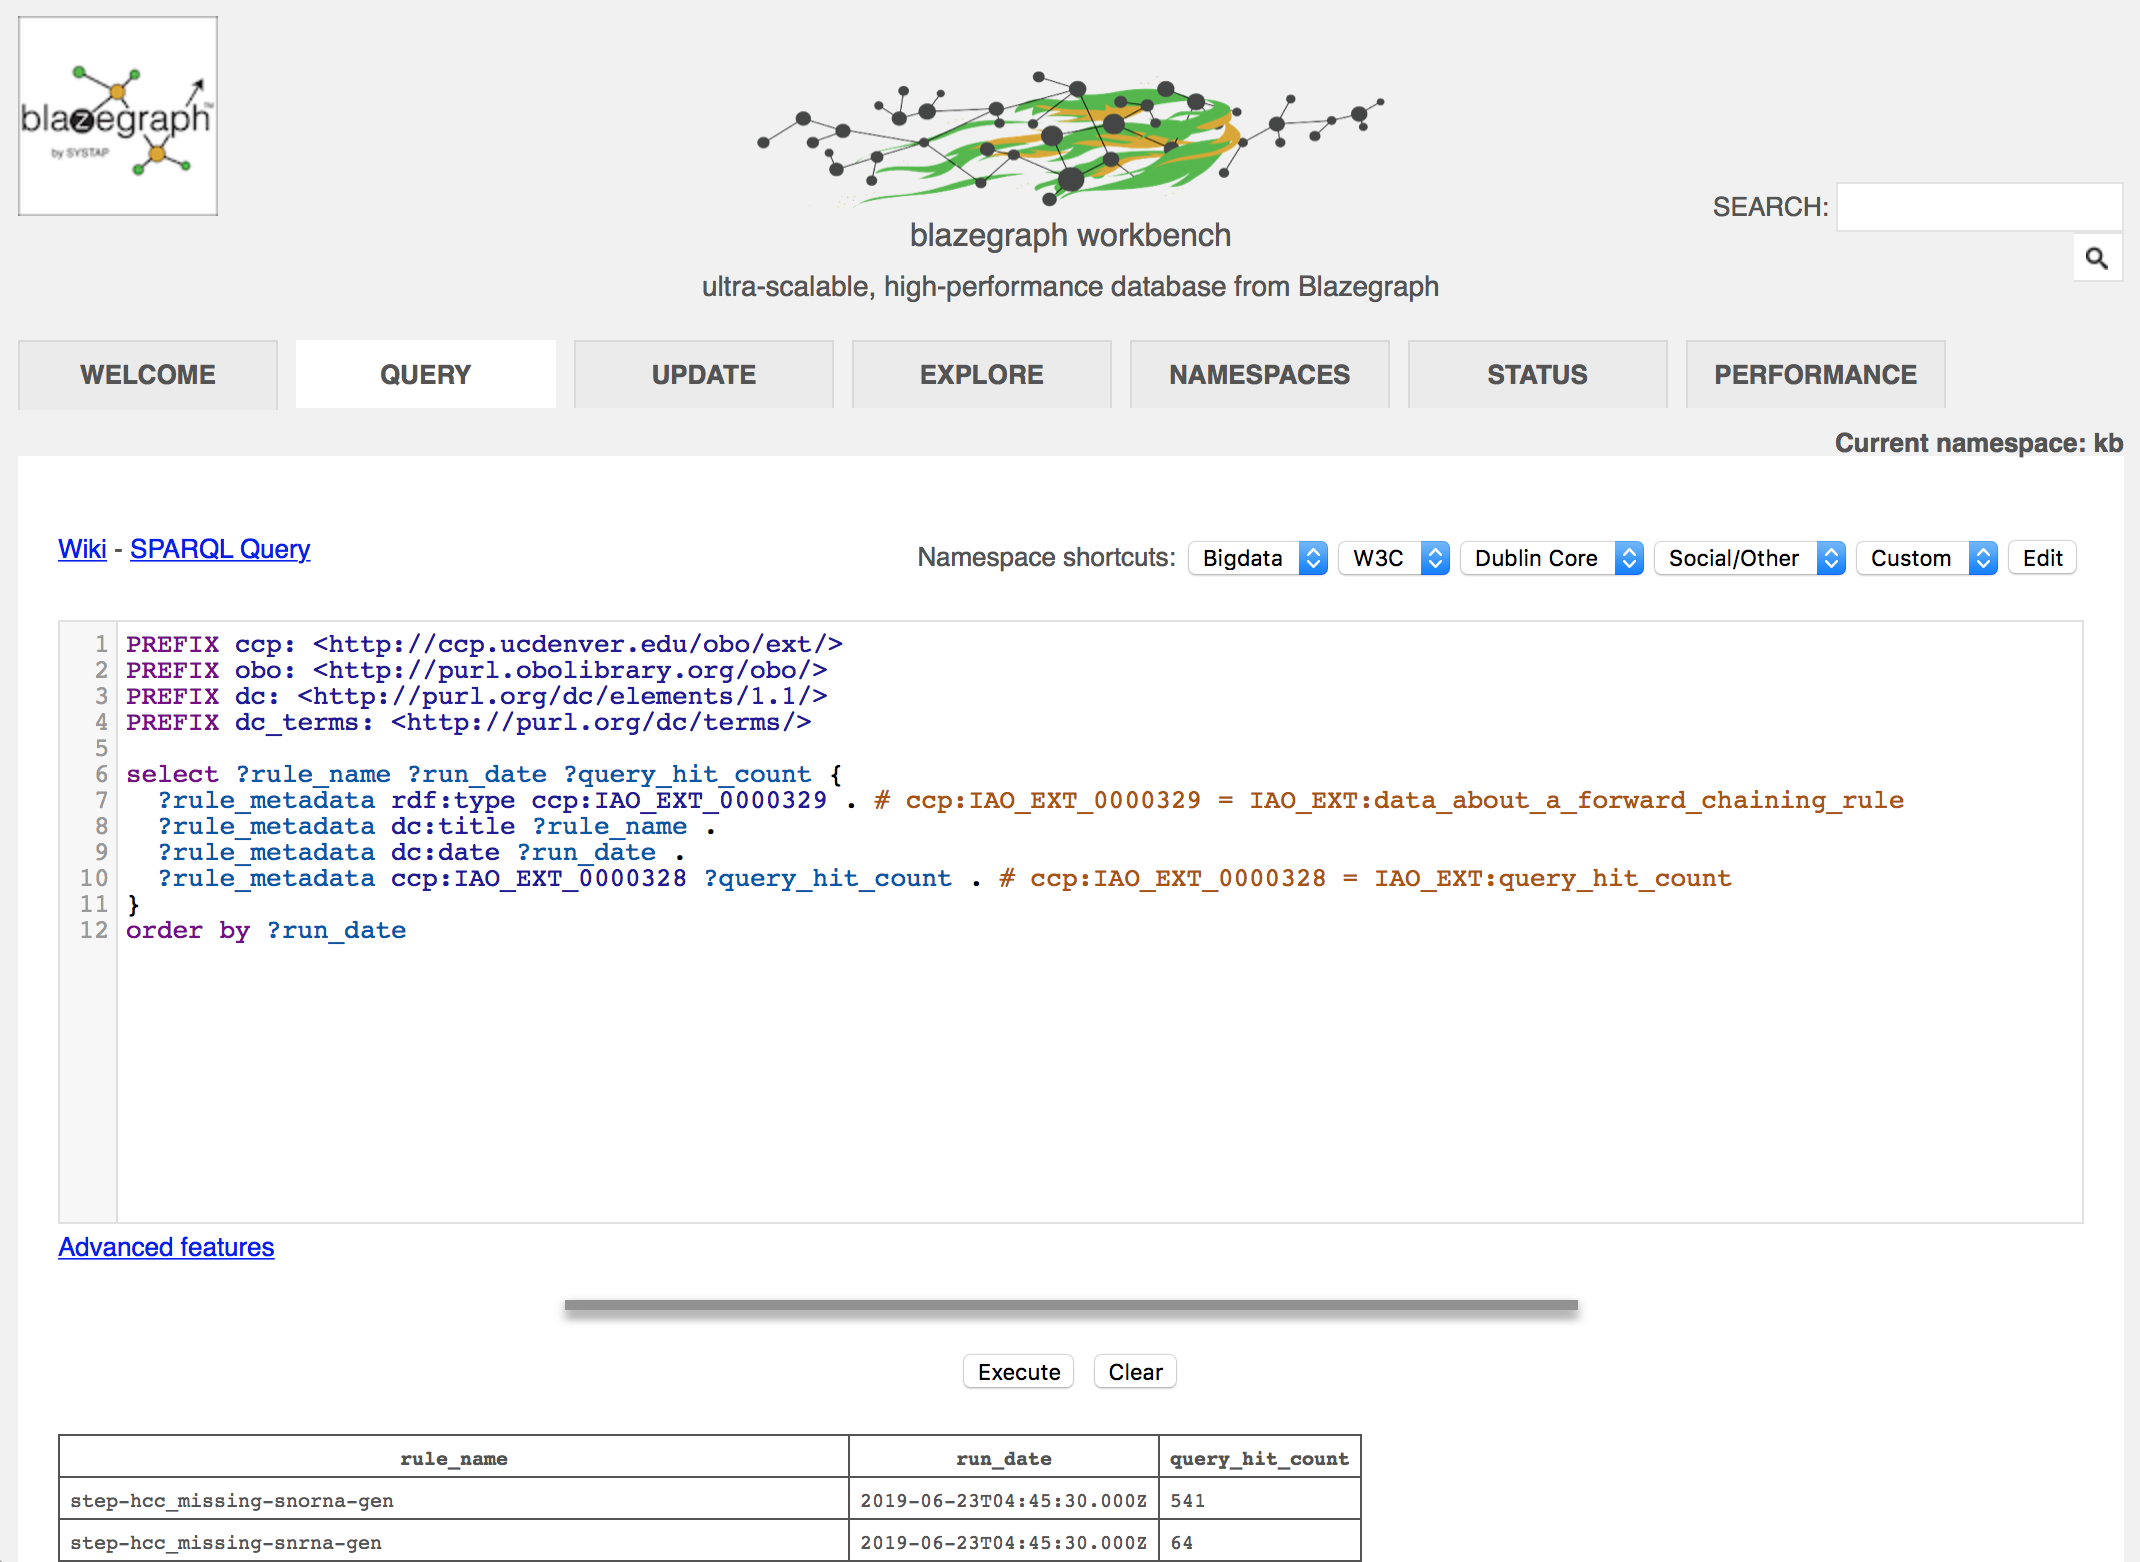 blazegraph™
by SYSTAP
blazegraph workbench
ultra-scalable, high-performance database from Blazegraph
SEARCH:
WELCOME QUERY UPDATE EXPLORE NAMESPACES STATUS PERFORMANCE
Current namespace: kb
Wiki - SPARQL Query
Namespace shortcuts: Bigdata W3C Dublin Core Social/Other Custom Edit
1 PREFIX ccp: <http://ccp.ucdenver.edu/obo/ext/>
2 PREFIX obo: <http://purl.obolibrary.org/obo/>
3 PREFIX dc: <http://purl.org/dc/elements/1.1/>
4 PREFIX dc_terms: <http://purl.org/dc/terms/>
5
6 select ?rule_name ?run_date ?query_hit_count {
7 ?rule_metadata rdf:type ccp:IAO_EXT_0000329 . # ccp:IAO_EXT_0000329 = IAO_EXT:data_about_a_forward_chaining_rule
8 ?rule_metadata dc:title ?rule_name .
9 ?rule_metadata dc:date ?run_date .
10 ?rule_metadata ccp:IAO_EXT_0000328 ?query_hit_count . # ccp:IAO_EXT_0000328 = IAO_EXT:query_hit_count
11 }
12 order by ?run_date
Advanced features
Execute Clear
rule_name run_date query_hit_count
step-hcc_missing-snorna-gen 2019-06-23T04:45:30.000Z 541
step-hcc_missing-snrna-gen 2019-06-23T04:45:30.000Z 64